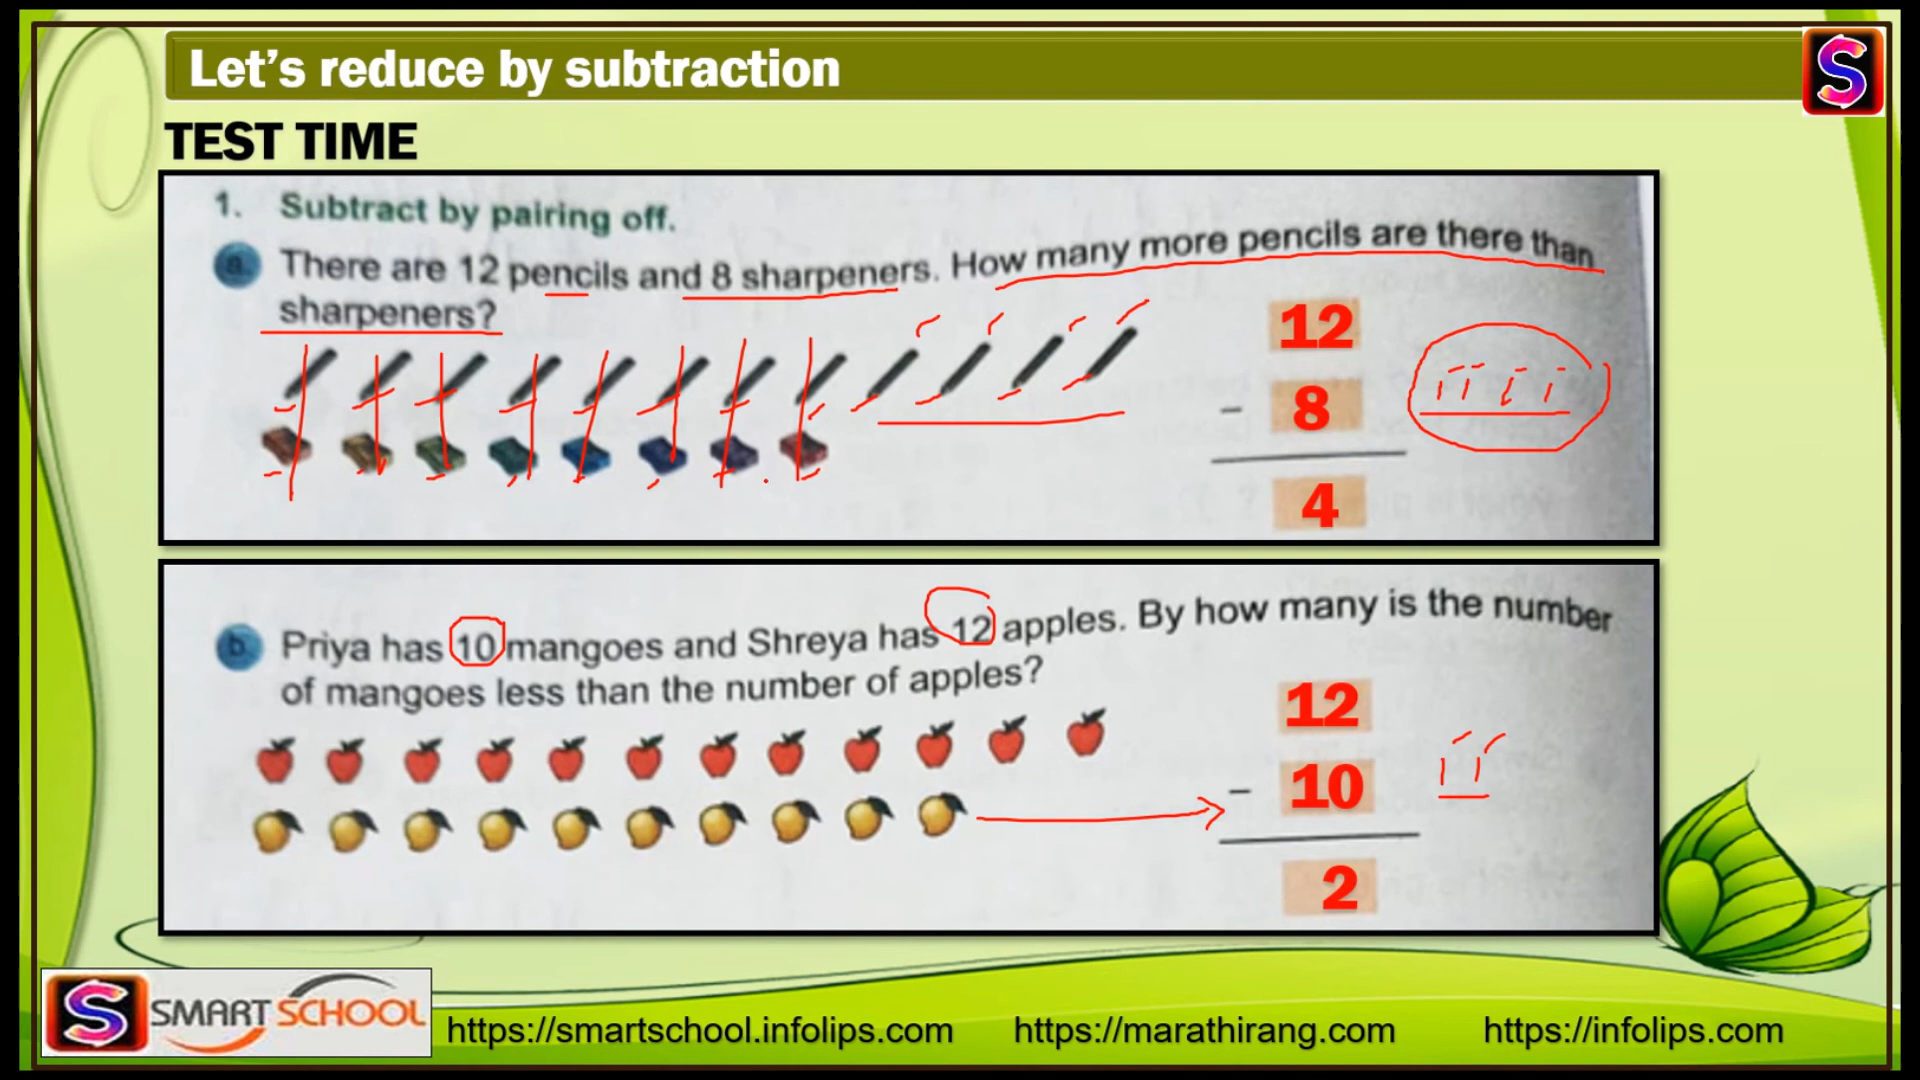 Let's reduce by subtraction
S
TEST TIME
1. Subtract by pairing off.
a. There are 12 pencils and 8 sharpeners. How many more pencils are there than
sharpeners?
12
- 8
4
b. Priya has 10 mangoes and Shreya has 12 apples. By how many is the number
of mangoes less than the number of apples?
12
- 10
2
S SMART SCHOOL
https://smartschool.infolips.com https://marathirang.com https://infolips.com